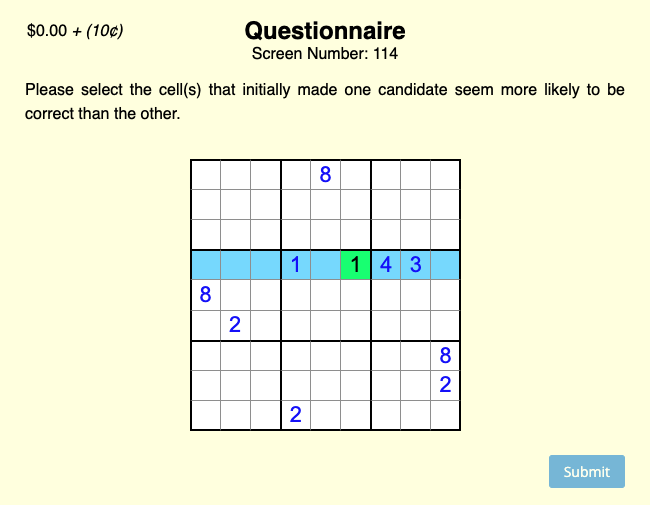 $0.00 + (10¢)
Questionnaire
Screen Number: 114
Please select the cell(s) that initially made one candidate seem more likely to be
correct than the other.
8
1 1 4 3
8
2
8
2
2
Submit